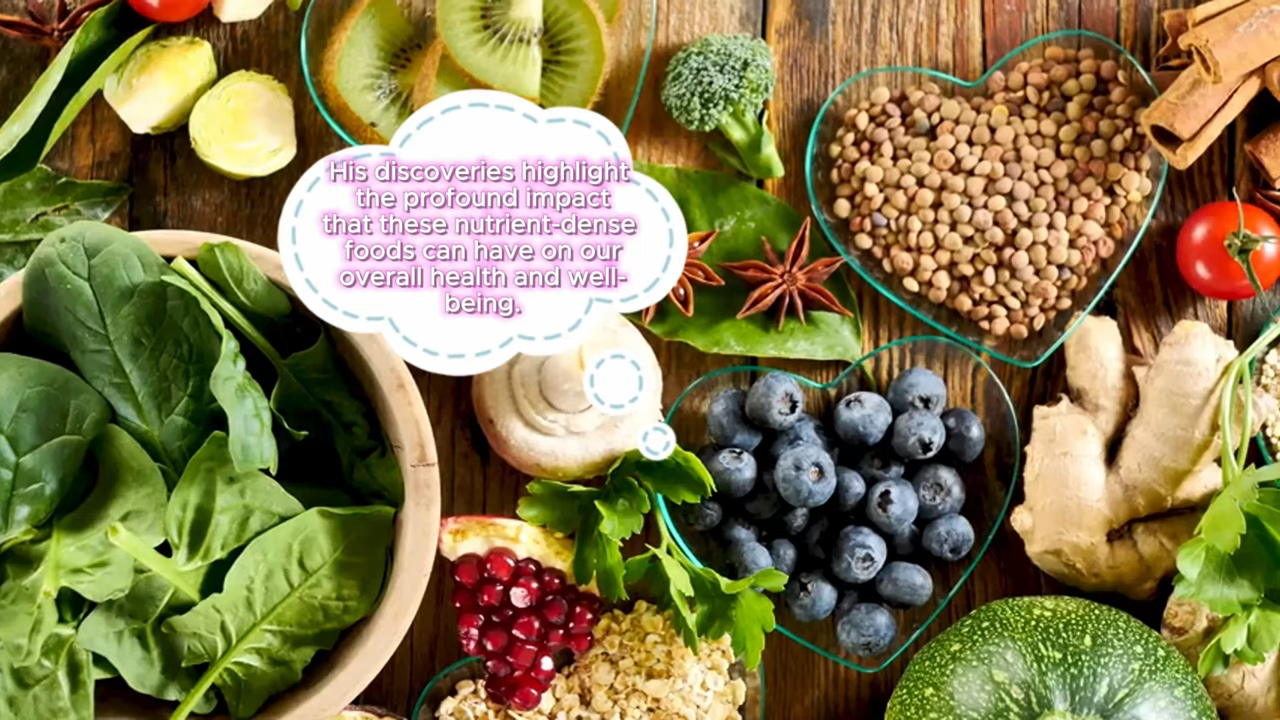 His discoveries highlight
the profound impact
that these nutrient-dense
foods can have on our
overall health and well-
being.